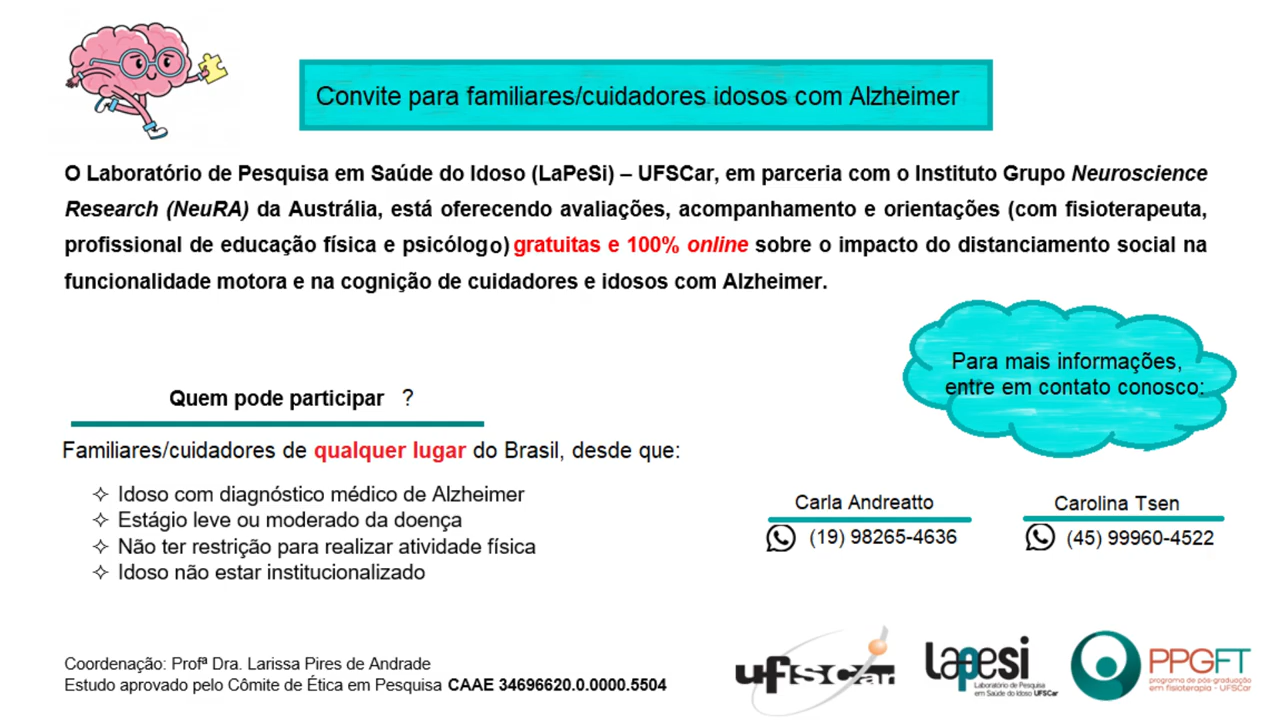 Convite para familiares/cuidadores idosos com Alzheimer
O Laboratório de Pesquisa em Saúde do Idoso (LaPeSi) – UFSCar, em parceria com o Instituto Grupo Neuroscience
Research (NeuRA) da Austrália, está oferecendo avaliações, acompanhamento e orientações (com fisioterapeuta,
profissional de educação física e psicólogo) gratuitas e 100% online sobre o impacto do distanciamento social na
funcionalidade motora e na cognição de cuidadores e idosos com Alzheimer.
Para mais informações,
entre em contato conosco:
Quem pode participar ?
Familiares/cuidadores de qualquer lugar do Brasil, desde que:
Idoso com diagnóstico médico de Alzheimer
Estágio leve ou moderado da doença
Não ter restrição para realizar atividade física
Idoso não estar institucionalizado
Carla Andreatto
(19) 98265-4636
Carolina Tsen
(45) 99960-4522
Coordenação: Profª Dra. Larissa Pires de Andrade
Estudo aprovado pelo Cômite de Ética em Pesquisa CAAE 34696620.0.0000.5504
ufscar
Lapesi
Laboratório de Pesquisa
em Saúde do Idoso UFSCar
PPGFT
programa de pós-graduação
em fisioterapia - UFSCar